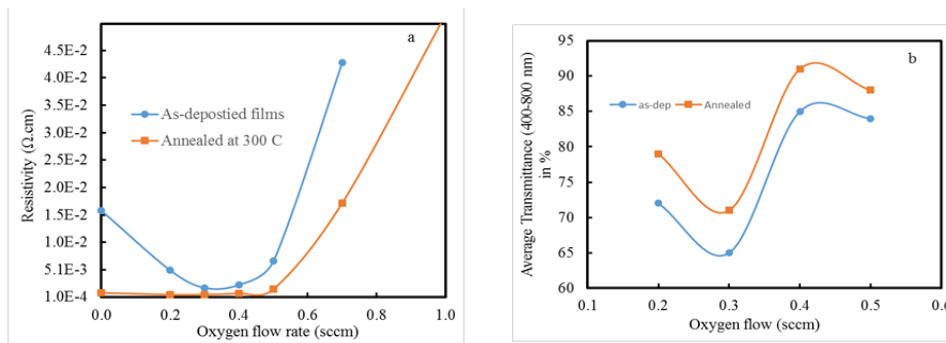 a
4.5E-2
4.0E-2
3.5E-2
3.0E-2
2.5E-2
2.0E-2
1.5E-2
1.0E-2
5.1E-3
1.0E-4
Resistivity (Ω.cm)
As-depostied films
Annealed at 300 C
0.0 0.2 0.4 0.6 0.8 1.0
Oxygen flow rate (sccm)
b
95
90
85
80
75
70
65
60
Average Transmittance (400-800 nm)
in %
as-dep Annealed
0.1 0.2 0.3 0.4 0.5 0.6
Oxygen flow (sccm)